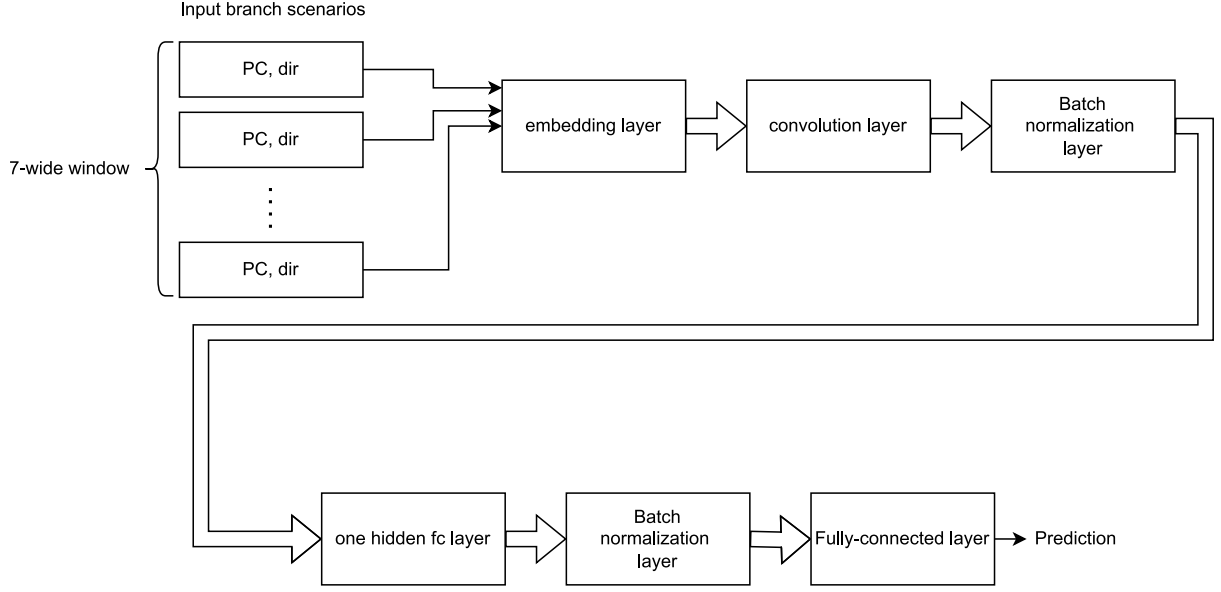 Input branch scenarios
PC, dir
PC, dir
7-wide window
PC, dir
embedding layer
convolution layer
Batch
normalization
layer
one hidden fc layer
Batch
normalization
layer
Fully-connected layer
Prediction